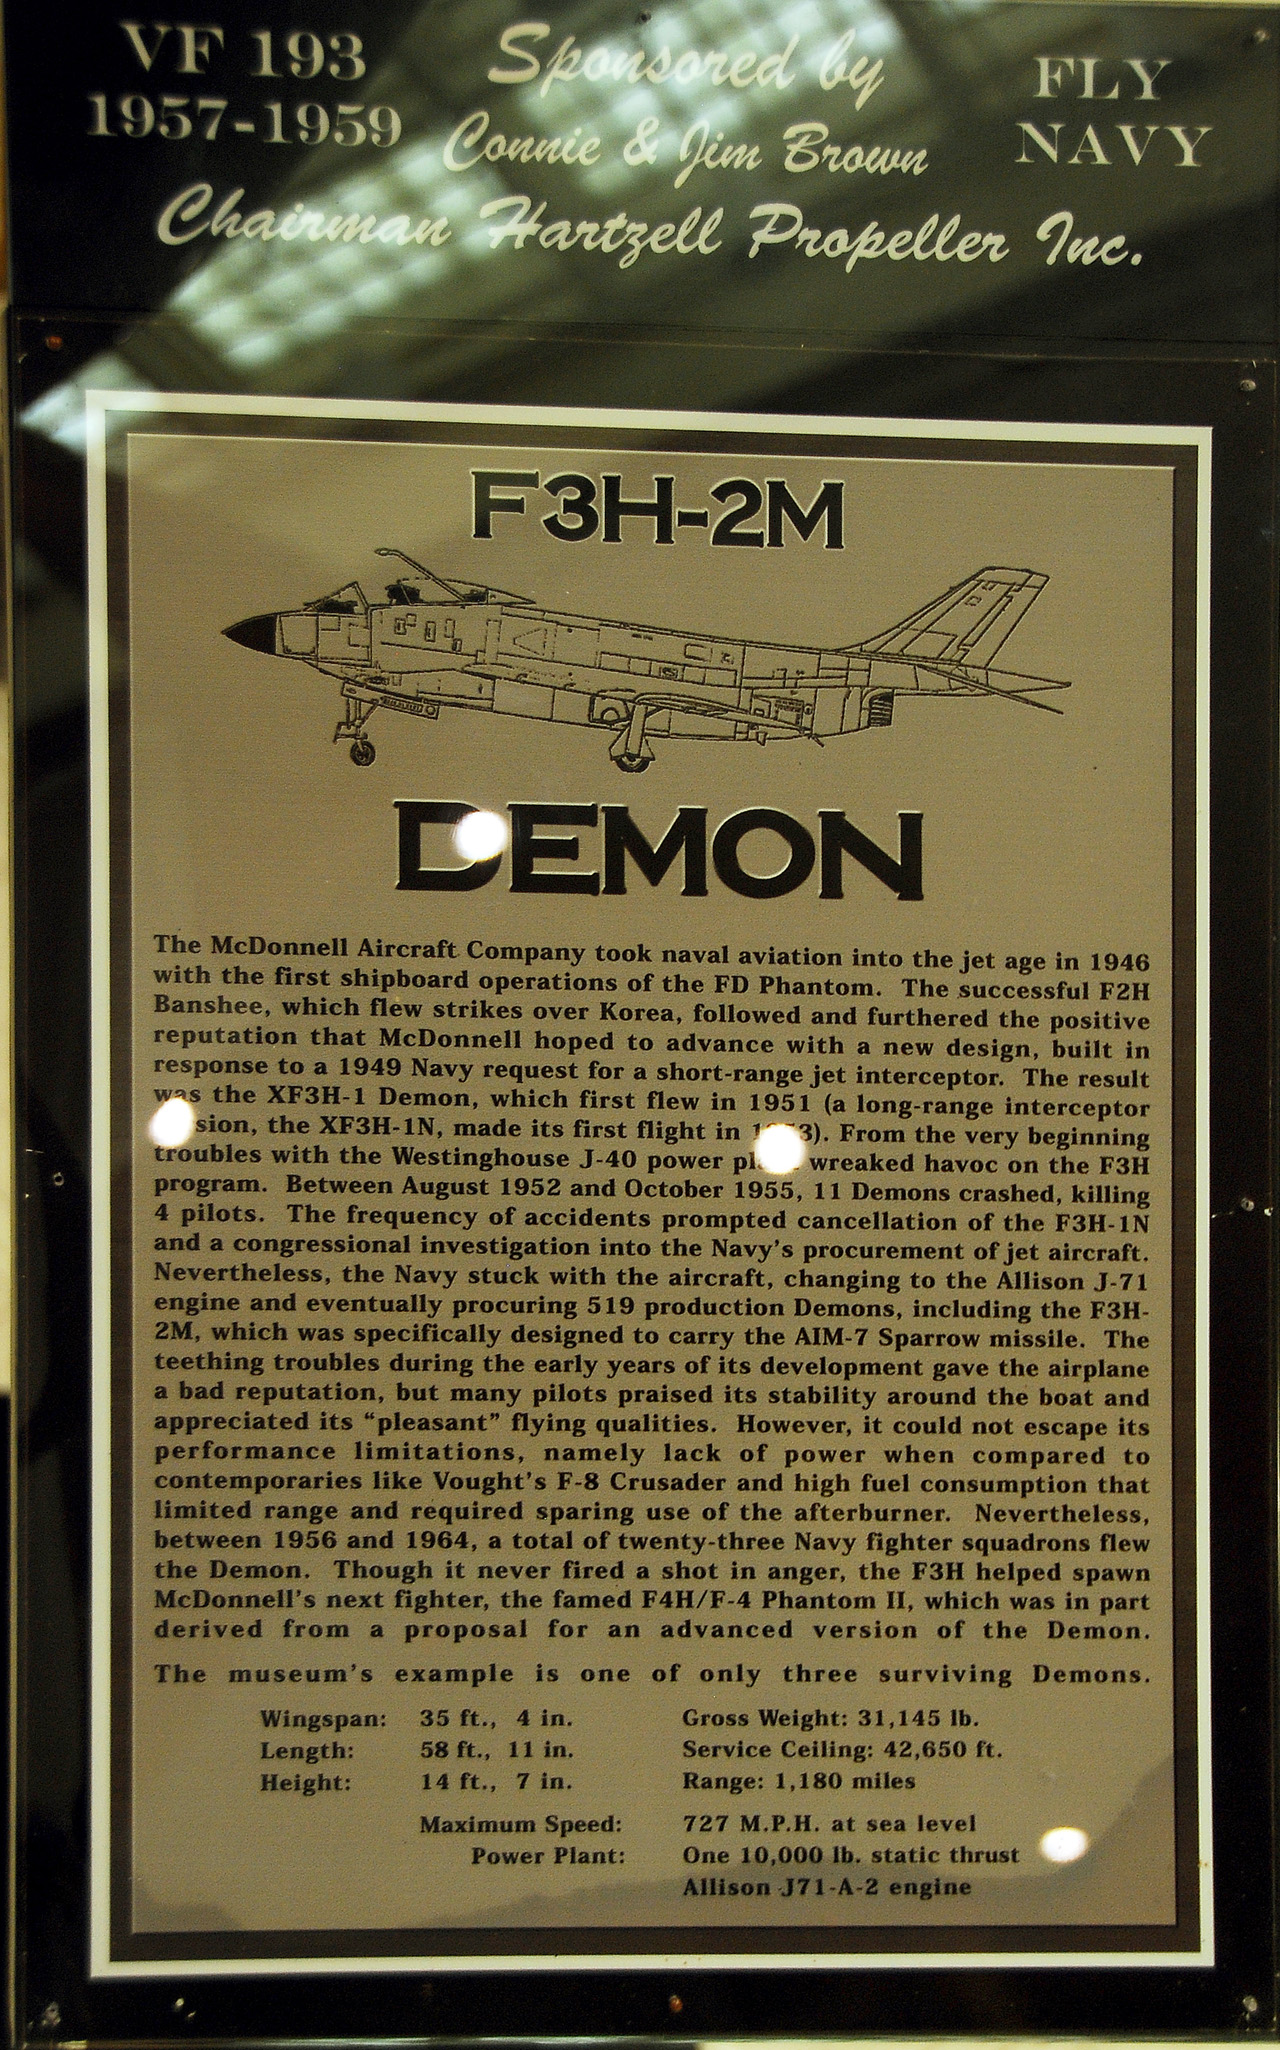 VF 193
1957-1959
Sponsored by
Connie & Jim Brown
Chairman Hartzell Propeller Inc.
FLY
NAVY
F3H-2M
DEMON
The McDonnell Aircraft Company took naval aviation into the jet age in 1946
with the first shipboard operations of the FD Phantom. The successful F2H
Banshee, which flew strikes over Korea, followed and furthered the positive
reputation that McDonnell hoped to advance with a new design, built in
response to a 1949 Navy request for a short-range jet interceptor. The result
was the XF3H-1 Demon, which first flew in 1951 (a long-range interceptor
the XF3H-1N, made its first flight in From the very beginning
troubles with the Westinghouse J-40 power wreaked havoc on the F3H
program. Between August 1952 and October 1955, 11 Demons crashed, killing
4 pilots. The frequency of accidents prompted cancellation of the F3H-1N
and a congressional investigation into the Navy's procurement of jet aircraft.
Nevertheless, the Navy stuck with the aircraft, changing to the Allison J-71
engine and eventually procuring 519 production Demons, including the F3H-
2M, which was specifically designed to carry the AIM-7 Sparrow missile. The
teething troubles during the early years of its development gave the airplane
a bad reputation, but many pilots praised its stability around the boat and
appreciated its “pleasant” flying qualities. However, it could not escape its
performance limitations, namely lack of power when compared to
contemporaries like Vought's F-8 Crusader and high fuel consumption that
limited range and required sparing use of the afterburner. Nevertheless,
between 1956 and 1964, a total of twenty-three Navy fighter squadrons flew
the Demon. Though it never fired a shot in anger, the F3H helped spawn
McDonnell's next fighter, the famed F4H/F-4 Phantom II, which was in part
derived from a proposal for an advanced version of the Demon.
The museum's example is one of only three surviving Demons.
Wingspan: 35 ft., 4 in. Gross Weight: 31,145 lb.
Length: 58 ft., 11 in. Service Ceiling: 42,650 ft.
Height: 14 ft., 7 in. Range: 1,180 miles
Maximum Speed: 727 M.P.H. at sea level
Power Plant: One 10,000 lb. static thrust
Allison J71-A-2 engine